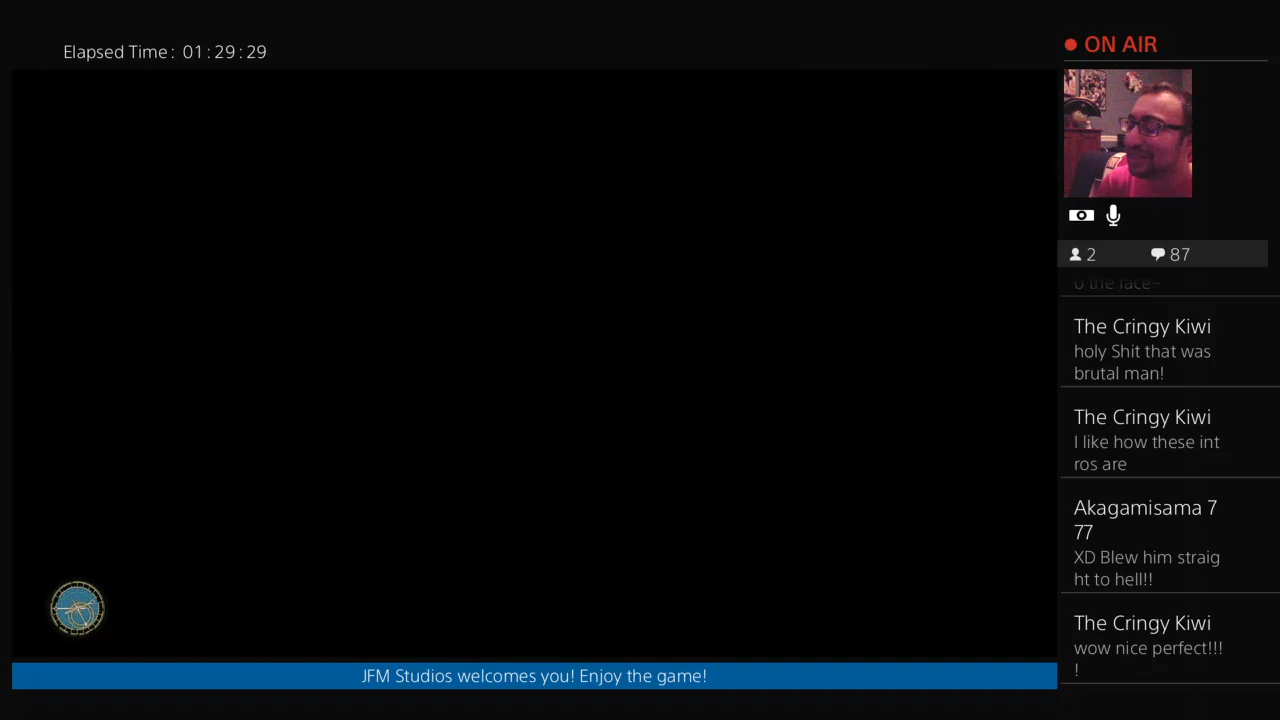 Elapsed Time: 01:29:29
ON AIR
2 87
o the face~
The Cringy Kiwi
holy Shit that was
brutal man!
The Cringy Kiwi
I like how these int
ros are
Akagamisama 7
77
XD Blew him straig
ht to hell!!
The Cringy Kiwi
wow nice perfect!!!
!
JFM Studios welcomes you! Enjoy the game!